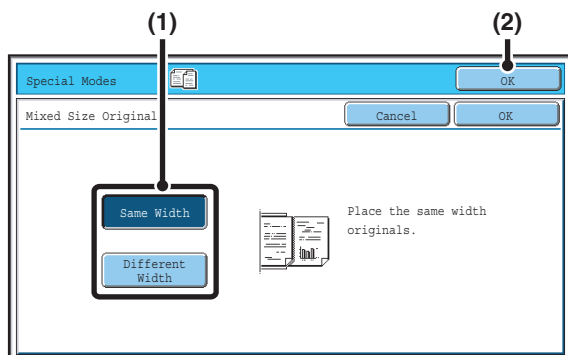 (1) (2)
Special Modes OK
Mixed Size Original Cancel OK
Same Width
Place the same width
originals.
Different
Width